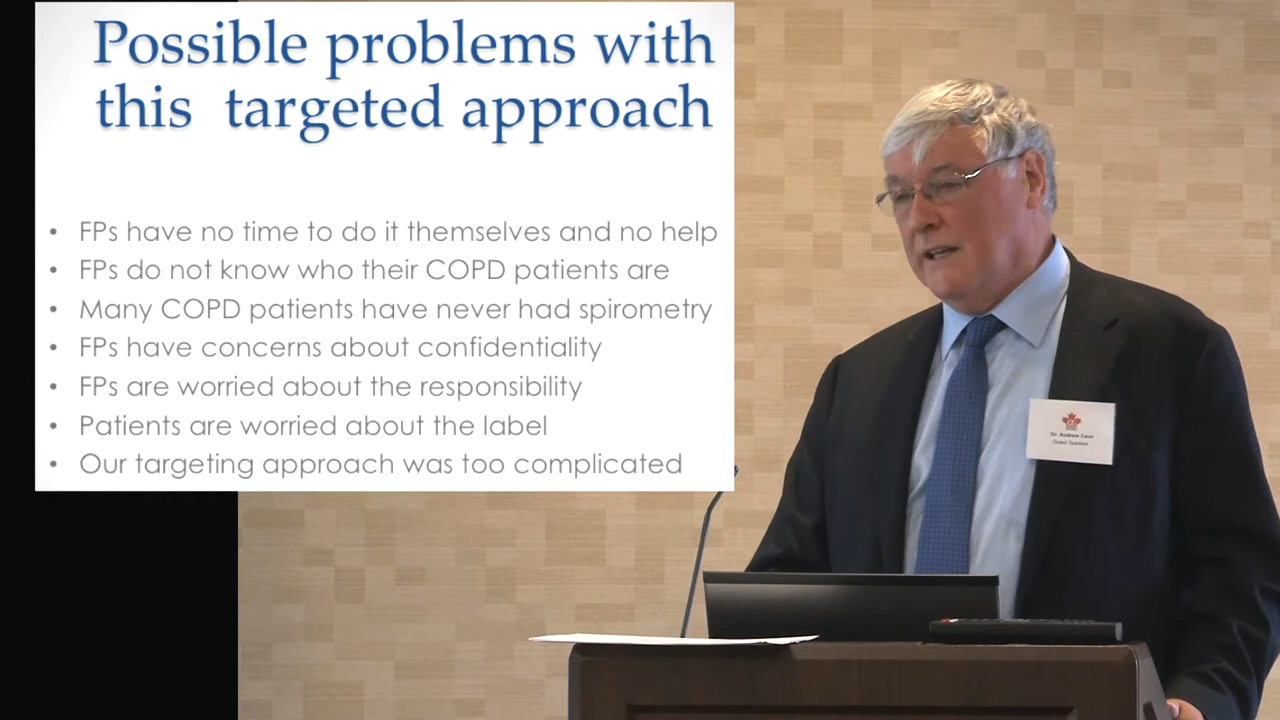 Possible problems with
this targeted approach
• FPs have no time to do it themselves and no help
• FPs do not know who their COPD patients are
• Many COPD patients have never had spirometry
• FPs have concerns about confidentiality
• FPs are worried about the responsibility
• Patients are worried about the label
• Our targeting approach was too complicated
Dr. Andrew Cave
Guest Speaker